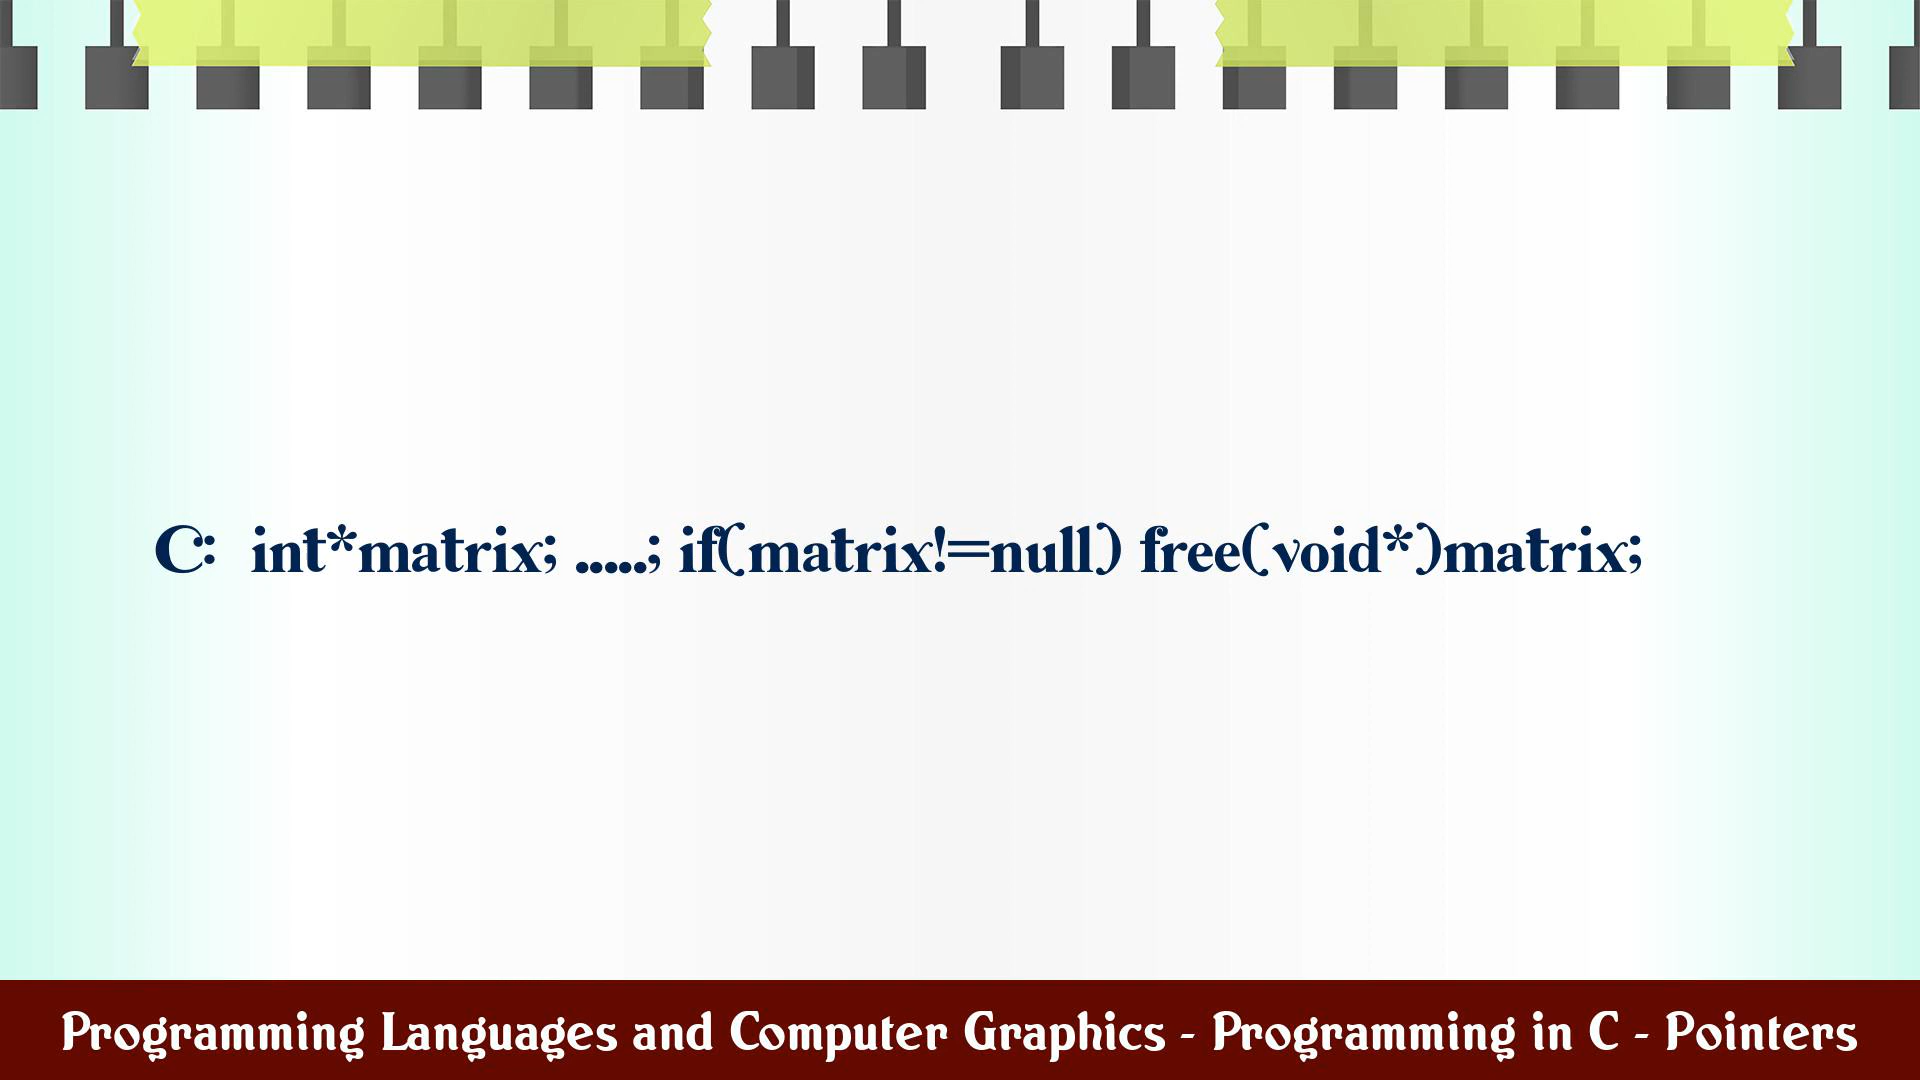 C: int*matrix; .....; if(matrix!=null) free(void*)matrix;
Programming Languages and Computer Graphics - Programming in C - Pointers